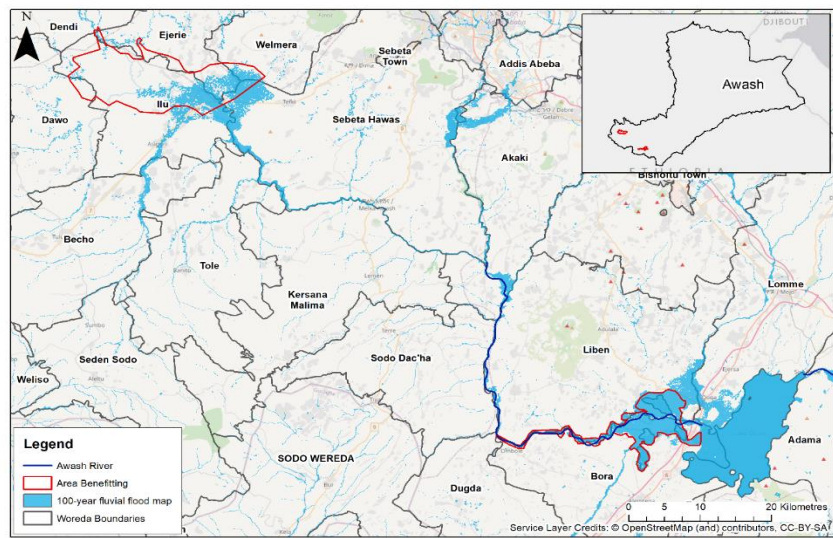 N
Dendi
Ejerie
Welmera
Sebeta
Town
Addis Abeba
DJIBOUTI
Awash
ETHIOPIA
Ilu
Dawo
Sebeta Hawas
Akaki
Bishoftu Town
Becho
Tole
Lomme
Kersana
Malima
Liben
Seden Sodo
Sodo Dac'ha
Weliso
Adama
SODO WEREDA
Bora
Dugda
Legend
Awash River
Area Benefitting
100-year fluvial flood map
Woreda Boundaries
0 5 10 20 Kilometres
Service Layer Credits: © OpenStreetMap (and) contributors, CC-BY-SA